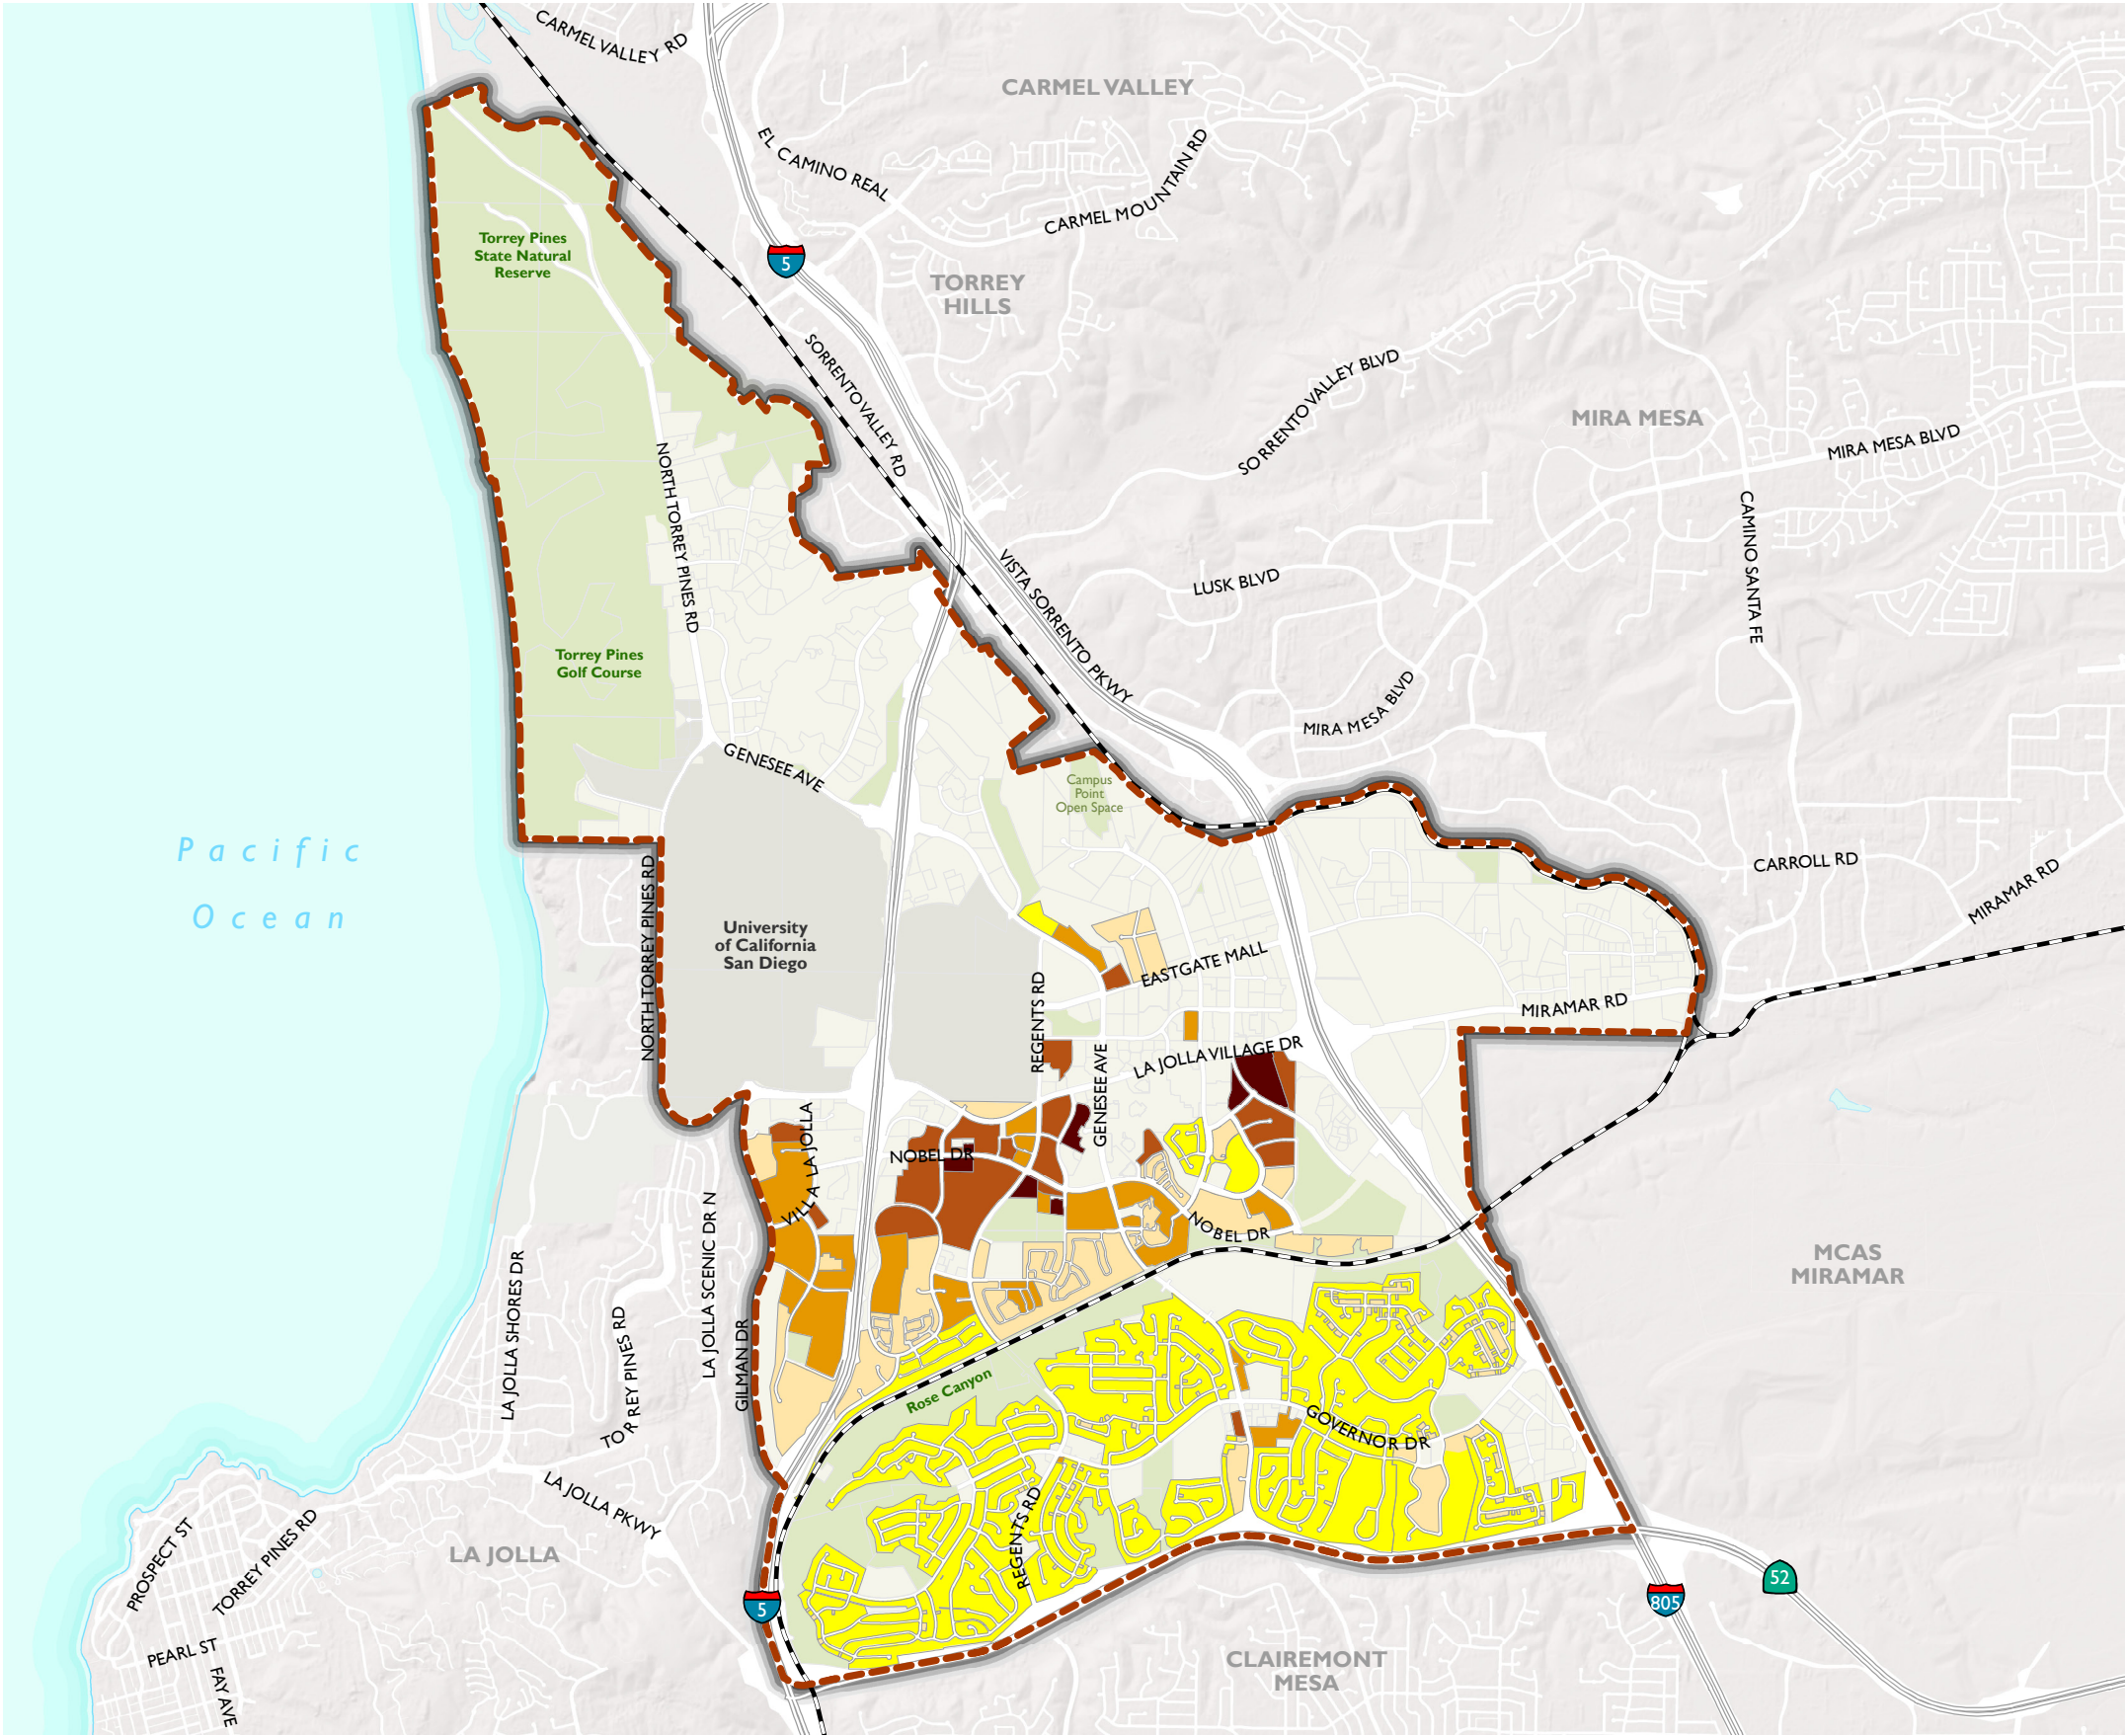 CARMEL VALLEY RD
CARMEL VALLEY
EL CAMINO REAL
CARMEL MOUNTAIN RD
Torrey Pines
State Natural
Reserve
5
TORREY
HILLS
SORRENTO VALLEY RD
SORRENTO VALLEY BLVD
MIRA MESA
MIRA MESA BLVD
NORTH TORREY PINES RD
CAMINO SANTA FE
VISTA SORRENTO PKWY
LUSK BLVD
Torrey Pines
Golf Course
MIRA MESA BLVD
GENESEE AVE
Campus
Point
Open Space
Pacific
Ocean
NORTH TORREY PINES RD
CARROLL RD
MIRAMAR RD
University
of California
San Diego
EASTGATE MALL
REGENTS RD
MIRAMAR RD
LA JOLLA VILLAGE DR
GENESEE AVE
VILLA LA JOLLA
NOBEL DR
NOBEL DR
LA JOLLA SCENIC DR N
LA JOLLA SHORES DR
MCAS
MIRAMAR
TORREY PINES RD
GILMAN DR
Rose Canyon
GOVERNOR DR
LA JOLLA PKWY
REGENTS RD
PROSPECT ST
TORREY PINES RD
LA JOLLA
5
805
52
PEARL ST
FAY AVE
CLAIREMONT
MESA